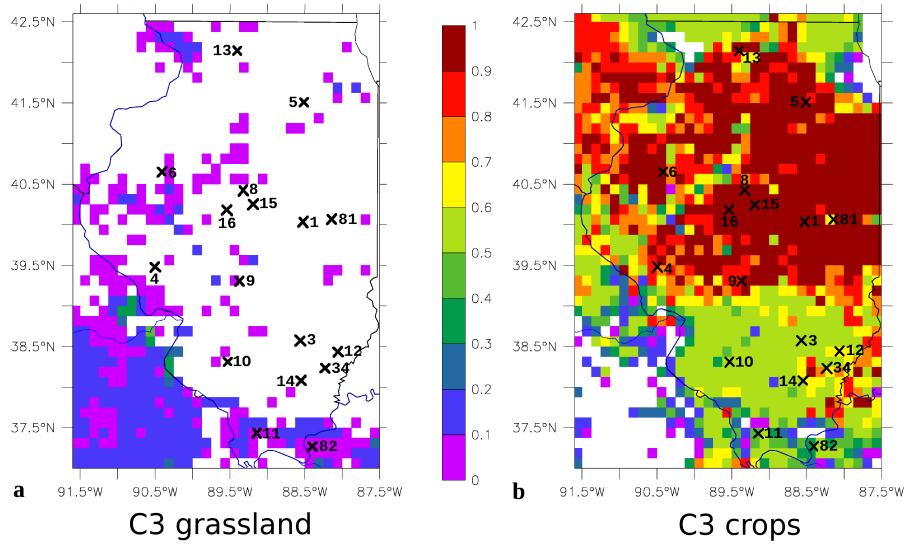 42.5°N
41.5°N
40.5°N
39.5°N
38.5°N
37.5°N
13
5
6
8
15
16
1
81
4
9
3
12
10
34
14
11
82
91.5°W
90.5°W
89.5°W
88.5°W
87.5°W
a
C3 grassland
1
0.9
0.8
0.7
0.6
0.5
0.4
0.3
0.2
0.1
0
42.5°N
41.5°N
40.5°N
39.5°N
38.5°N
37.5°N
13
5
6
8
15
16
1
81
4
9
3
12
10
34
14
11
82
91.5°W
90.5°W
89.5°W
88.5°W
87.5°W
b
C3 crops